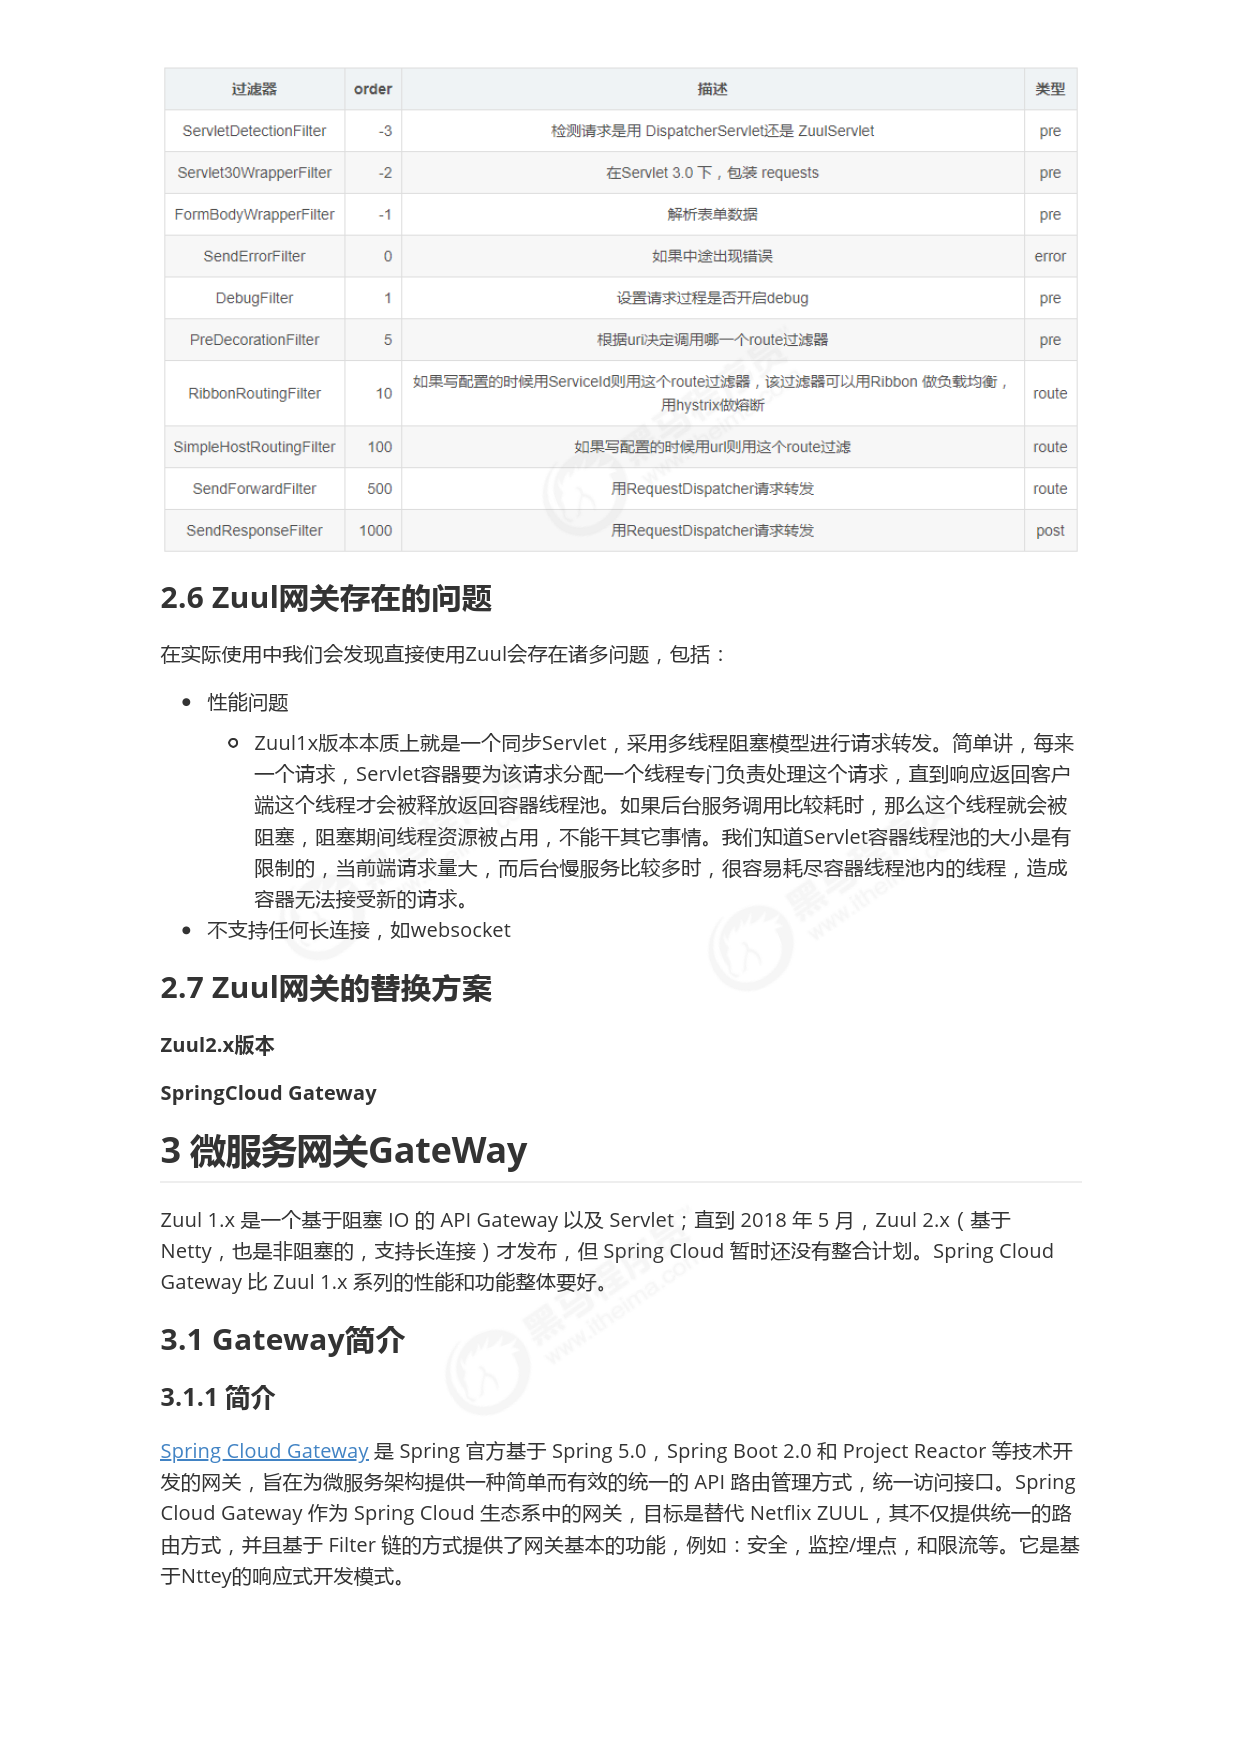 过滤器 order 描述 类型
ServletDetectionFilter -3 检测请求是用 DispatcherServlet还是 ZuulServlet pre
Servlet30WrapperFilter -2 在Servlet 3.0 下，包装 requests pre
FormBodyWrapperFilter -1 解析表单数据 pre
SendErrorFilter 0 如果中途出现错误 error
DebugFilter 1 设置请求过程是否开启debug pre
PreDecorationFilter 5 根据uri决定调用哪一个route过滤器 pre
RibbonRoutingFilter 10 如果写配置的时候用ServiceId则用这个route过滤器，该过滤器可以用Ribbon 做负载均衡，
用hystrix做熔断 route
SimpleHostRoutingFilter 100 如果写配置的时候用url则用这个route过滤 route
SendForwardFilter 500 用RequestDispatcher请求转发 route
SendResponseFilter 1000 用RequestDispatcher请求转发 post
2.6 Zuul网关存在的问题
在实际使用中我们会发现直接使用Zuul会存在诸多问题，包括：
性能问题
Zuul1x版本本质上就是一个同步Servlet，采用多线程阻塞模型进行请求转发。简单讲，每来
一个请求，Servlet容器要为该请求分配一个线程专门负责处理这个请求，直到响应返回客户
端这个线程才会被释放返回容器线程池。如果后台服务调用比较耗时，那么这个线程就会被
阻塞，阻塞期间线程资源被占用，不能干其它事情。我们知道Servlet容器线程池的大小是有
限制的，当前端请求量大，而后台慢服务比较多时，很容易耗尽容器线程池内的线程，造成
容器无法接受新的请求。
不支持任何长连接，如websocket
2.7 Zuul网关的替换方案
Zuul2.x版本
SpringCloud Gateway
3 微服务网关GateWay
Zuul 1.x 是一个基于阻塞 IO 的 API Gateway 以及 Servlet；直到 2018 年 5 月，Zuul 2.x（基于
Netty，也是非阻塞的，支持长连接）才发布，但 Spring Cloud 暂时还没有整合计划。Spring Cloud
Gateway 比 Zuul 1.x 系列的性能和功能整体要好。
3.1 Gateway简介
3.1.1 简介
Spring Cloud Gateway 是 Spring 官方基于 Spring 5.0，Spring Boot 2.0 和 Project Reactor 等技术开
发的网关，旨在为微服务架构提供一种简单而有效的统一的 API 路由管理方式，统一访问接口。Spring
Cloud Gateway 作为 Spring Cloud 生态系中的网关，目标是替代 Netflix ZUUL，其不仅提供统一的路
由方式，并且基于 Filter 链的方式提供了网关基本的功能，例如：安全，监控/埋点，和限流等。它是基
于Nttey的响应式开发模式。
黑马程序员
www.itheima.com